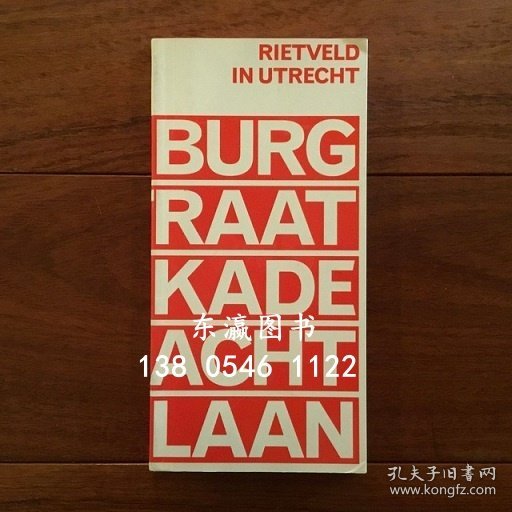 RIETVELD
IN UTRECHT
BURG
TRAAT
KADE
东瀛图书
138 0546 1122
ACHT
LAAN
孔夫子旧书网
www.kongfz.com